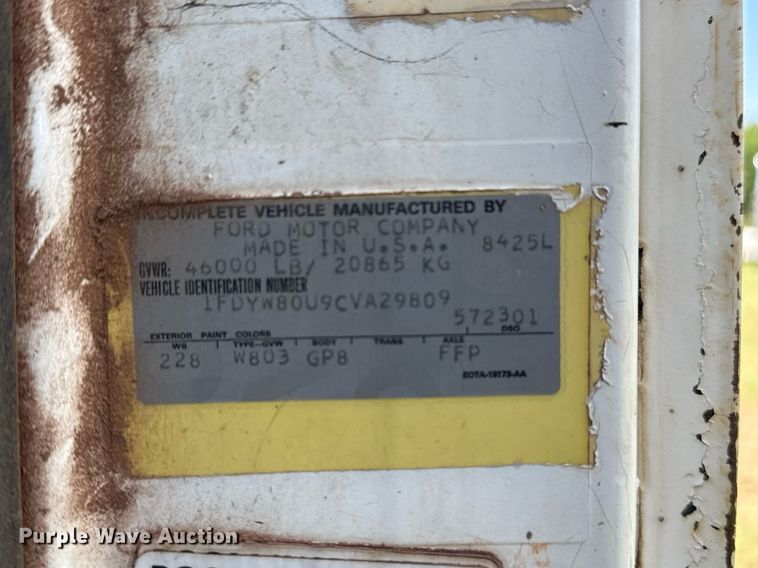 INCOMPLETE VEHICLE MANUFACTURED BY
FORD MOTOR COMPANY
MADE IN U.S.A. 8425L
GVWR: 46000 LB/ 20865 KG
VEHICLE IDENTIFICATION NUMBER
1FDYW80U9CVA29809
572301
EXTERIOR PAINT COLORS DSO
WB TYPE-GVW BODY TRANS AXLE
228 W803 GP8 FFP
EOTA-18173-AA
Purple Wave Auction